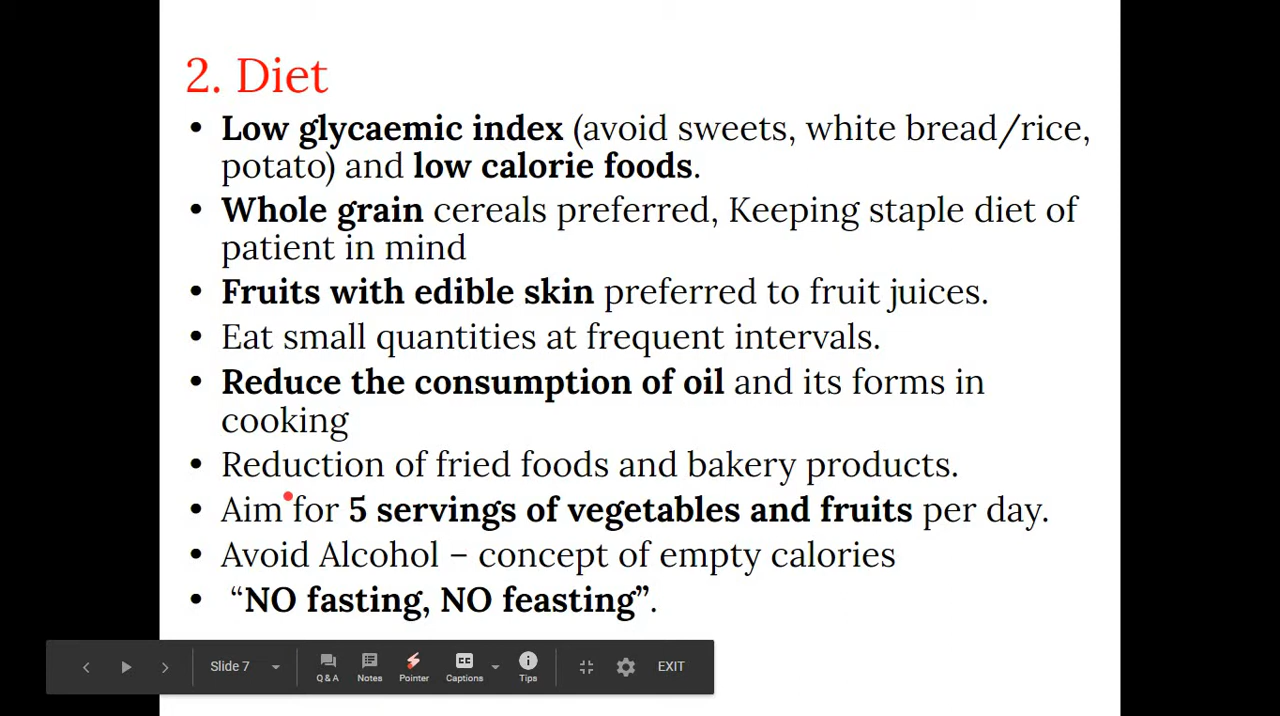 2. Diet
• Low glycaemic index (avoid sweets, white bread/rice,
potato) and low calorie foods.
• Whole grain cereals preferred, Keeping staple diet of
patient in mind
• Fruits with edible skin preferred to fruit juices.
• Eat small quantities at frequent intervals.
• Reduce the consumption of oil and its forms in
cooking
• Reduction of fried foods and bakery products.
• Aim for 5 servings of vegetables and fruits per day.
• Avoid Alcohol – concept of empty calories
• “NO fasting, NO feasting”.
Slide 7
Q & A Notes Pointer CC Captions Tips EXIT